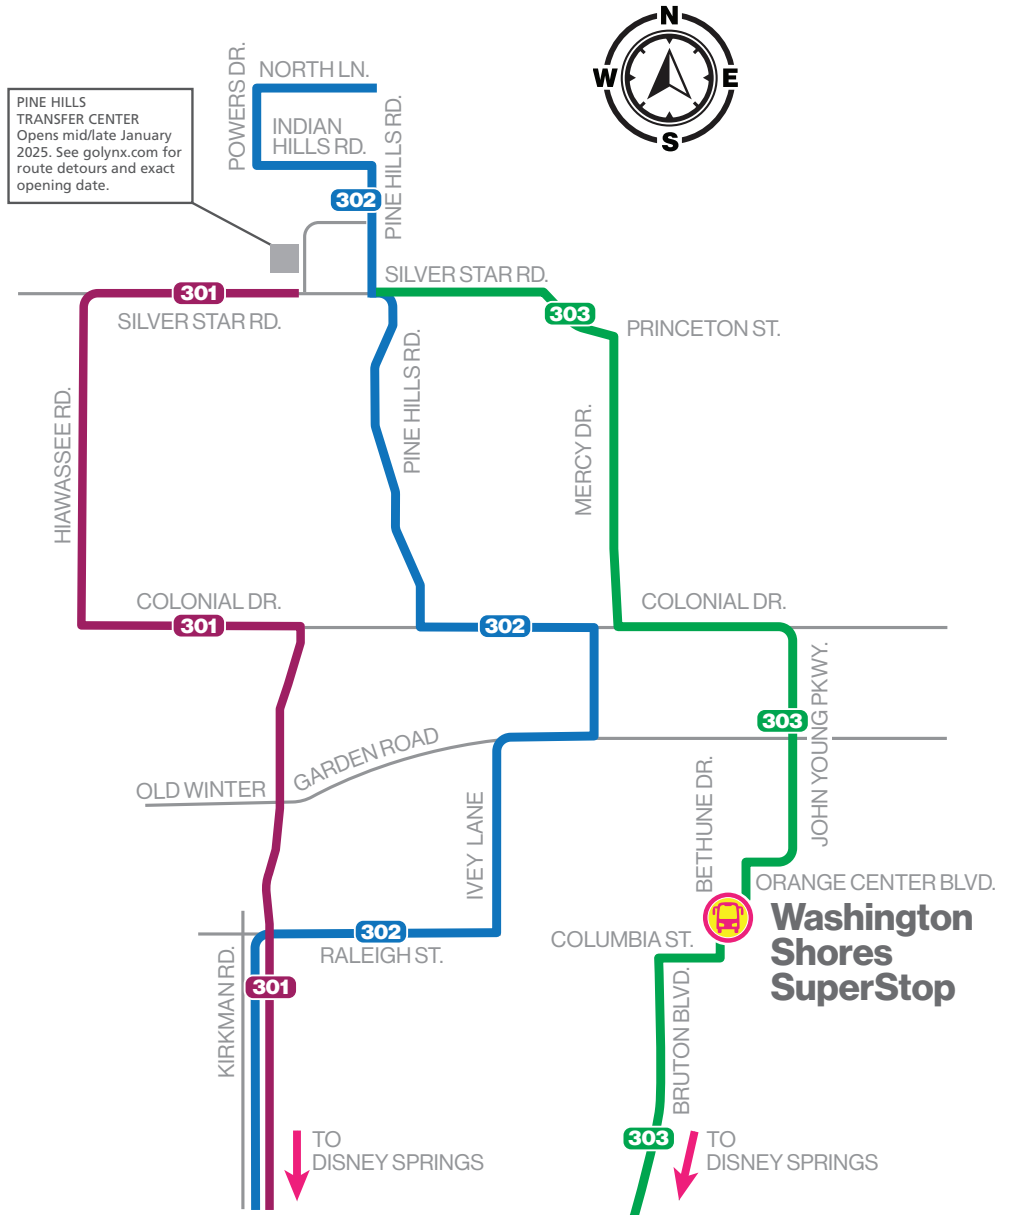 N
W
E
S
POWERS DR.
NORTH LN.
PINE HILLS
TRANSFER CENTER
Opens mid/late January
2025. See golynx.com for
route detours and exact
opening date.
INDIAN
HILLS RD.
PINE HILLS RD.
302
SILVER STAR RD.
301
303
SILVER STAR RD.
PRINCETON ST.
HIAWASSEE RD.
PINE HILLS RD.
MERCY DR.
COLONIAL DR.
COLONIAL DR.
301
302
JOHN YOUNG PKWY.
303
GARDEN ROAD
OLD WINTER
BETHUNE DR.
IVEY LANE
ORANGE CENTER BLVD.
Washington
Shores
SuperStop
302
COLUMBIA ST.
RALEIGH ST.
KIRKMAN RD.
301
BRUTON BLVD.
303
TO
DISNEY SPRINGS
TO
DISNEY SPRINGS